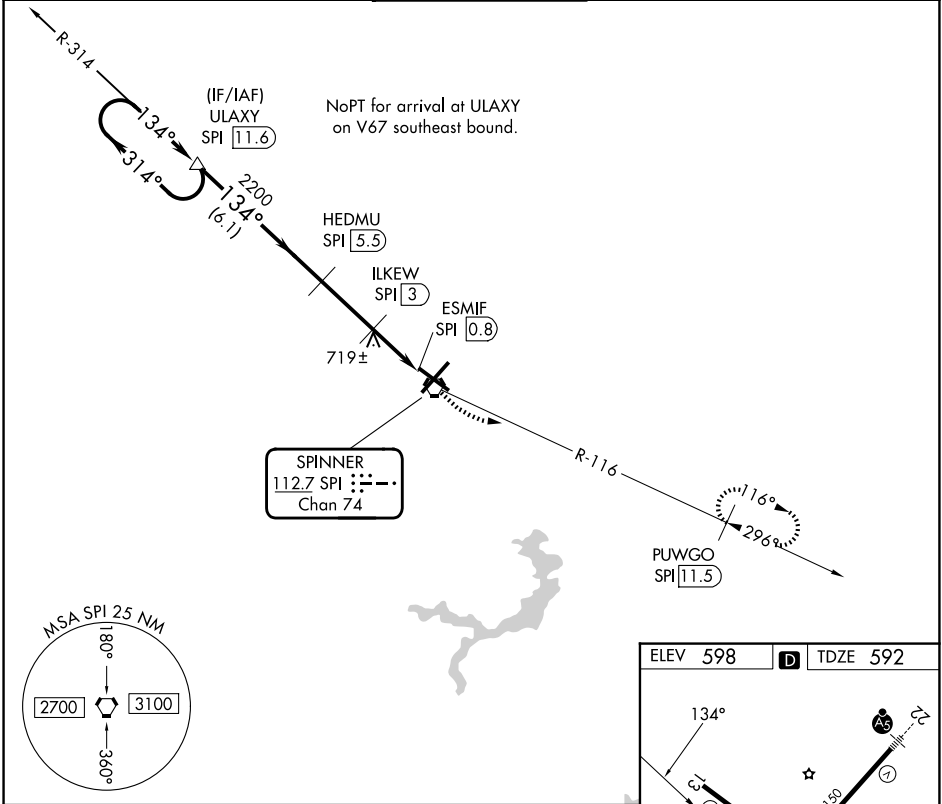 R-314
134°
314°
(IF/IAF)
ULAXY
SPI 11.6
NoPT for arrival at ULAXY
on V67 southeast bound.
2200
134°
(6.1)
HEDMU
SPI 5.5
ILKEW
SPI 3
ESMIF
SPI 0.8
719±
SPINNER
112.7 SPI
Chan 74
R-116
116°
296°
PUWGO
SPI 11.5
MSA SPI 25 NM
180°
2700
3100
360°
ELEV 598 D TDZE 592
134°
A5
22
13
V
150